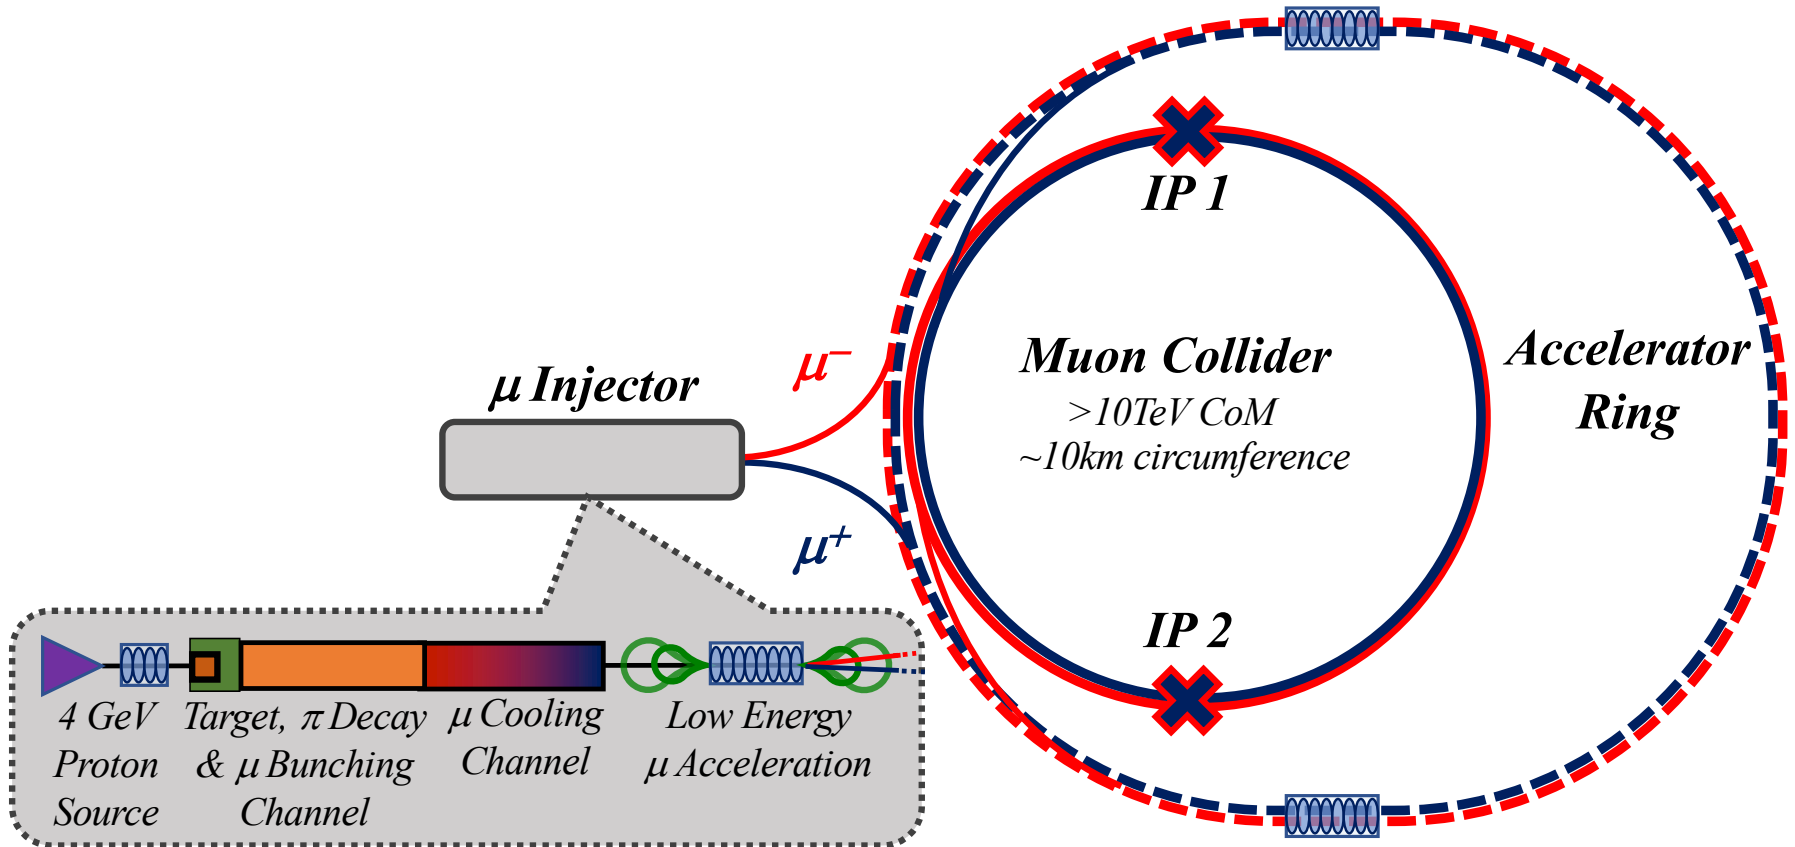 IP 1
μ⁻
μ Injector
Muon Collider
>10TeV CoM
~10km circumference
Accelerator
Ring
μ⁺
IP 2
4 GeV
Proton
Source
Target, π Decay
& μ Bunching
Channel
μ Cooling
Channel
Low Energy
μ Acceleration